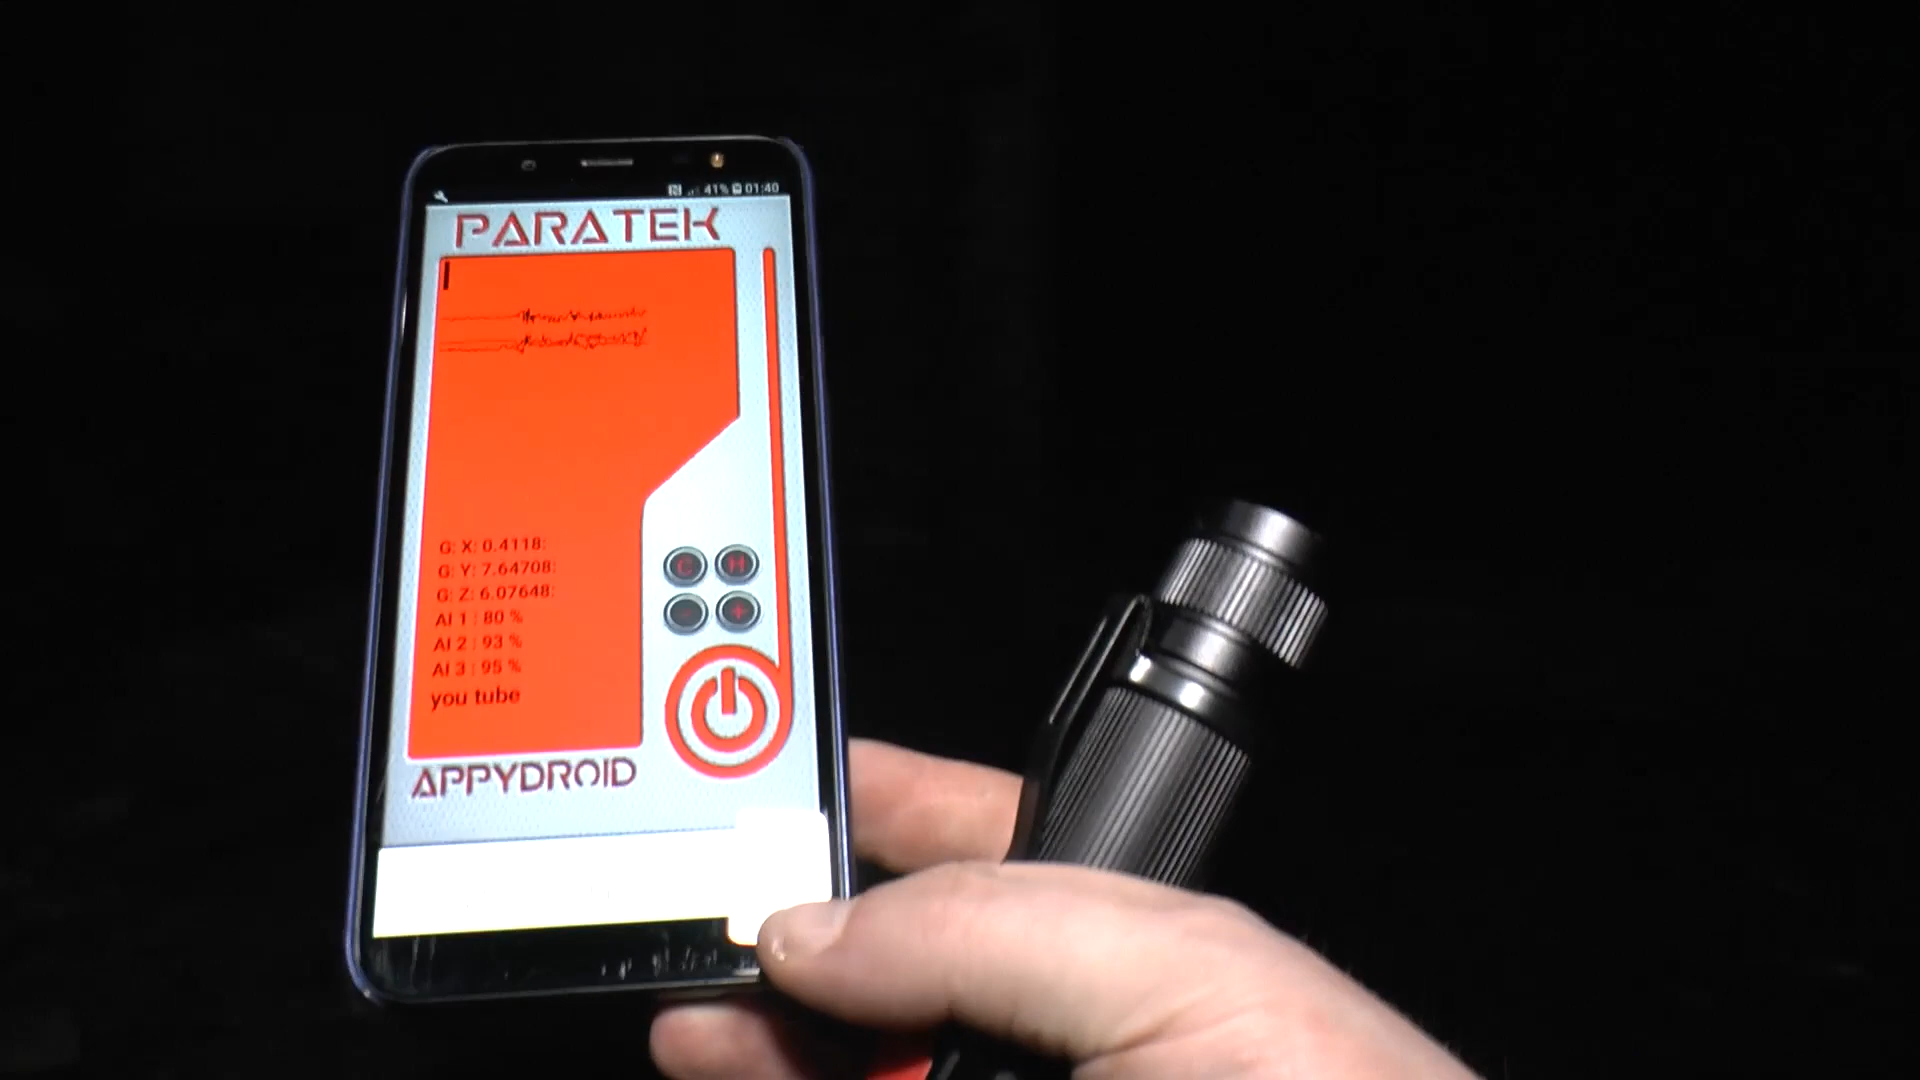 41% 01:40
PARATEK
G: X: 0.4118:
G: Y: 7.64708:
G: Z: 6.07648:
AI 1 : 80 %
AI 2 : 93 %
AI 3 : 95 %
you tube
C H
- +
APPYDROID